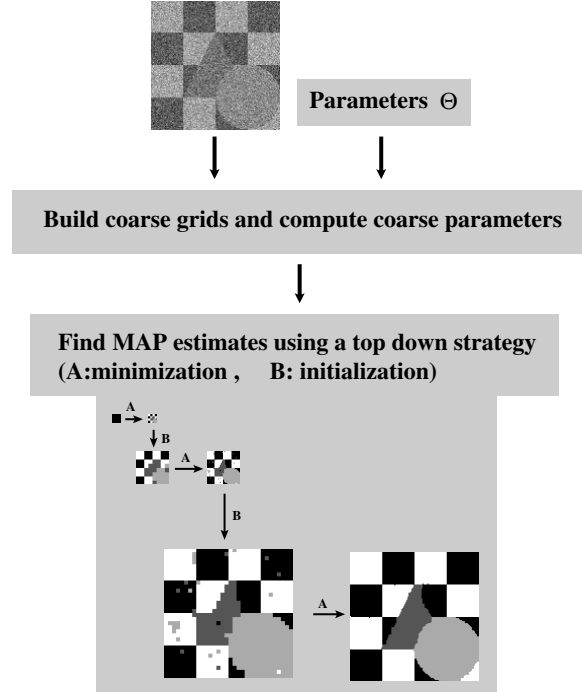 Parameters Θ
Build coarse grids and compute coarse parameters
Find MAP estimates using a top down strategy
(A:minimization , B: initialization)
A
B
A
B
A